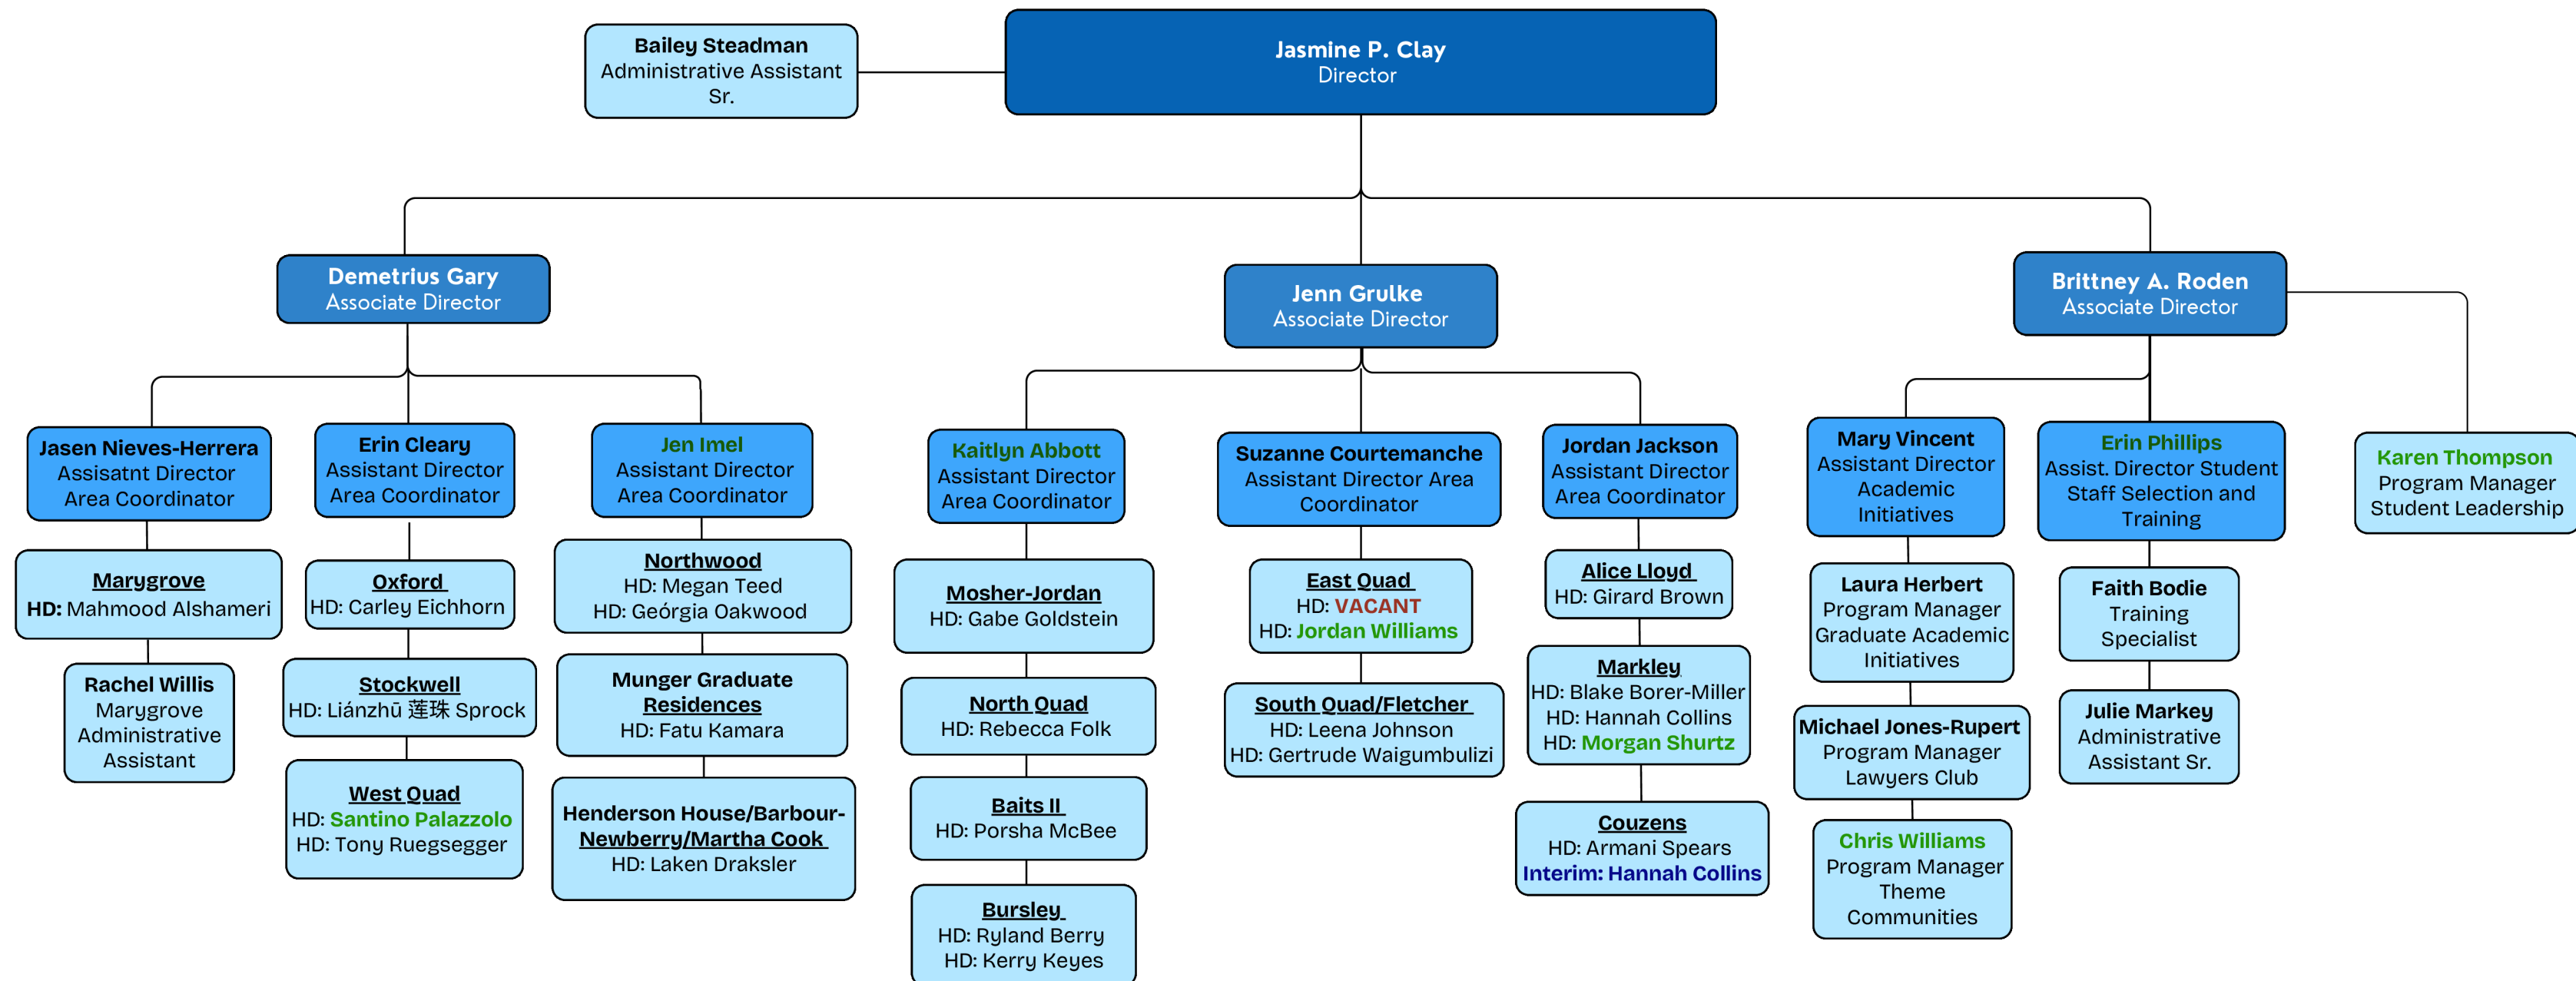 Bailey Steadman
Administrative Assistant
Sr.
Jasmine P. Clay
Director
Demetrius Gary
Associate Director
Jenn Grulke
Associate Director
Brittney A. Roden
Associate Director
Jasen Nieves-Herrera
Assisatnt Director
Area Coordinator
Marygrove
HD: Mahmood Alshameri
Rachel Willis
Marygrove
Administrative
Assistant
Erin Cleary
Assistant Director
Area Coordinator
Oxford
HD: Carley Eichhorn
Stockwell
HD: Liánzhū 莲珠 Sprock
West Quad
HD: Santino Palazzolo
HD: Tony Ruegsegger
Jen Imel
Assistant Director
Area Coordinator
Northwood
HD: Megan Teed
HD: Geórgia Oakwood
Munger Graduate
Residences
HD: Fatu Kamara
Henderson House/Barbour-
Newberry/Martha Cook
HD: Laken Draksler
Kaitlyn Abbott
Assistant Director
Area Coordinator
Mosher-Jordan
HD: Gabe Goldstein
North Quad
HD: Rebecca Folk
Baits II
HD: Porsha McBee
Bursley
HD: Ryland Berry
HD: Kerry Keyes
Suzanne Courtemanche
Assistant Director Area
Coordinator
East Quad
HD: VACANT
HD: Jordan Williams
South Quad/Fletcher
HD: Leena Johnson
HD: Gertrude Waigumbulizi
Jordan Jackson
Assistant Director
Area Coordinator
Alice Lloyd
HD: Girard Brown
Markley
HD: Blake Borer-Miller
HD: Hannah Collins
HD: Morgan Shurtz
Couzens
HD: Armani Spears
Interim: Hannah Collins
Mary Vincent
Assistant Director
Academic
Initiatives
Laura Herbert
Program Manager
Graduate Academic
Initiatives
Michael Jones-Rupert
Program Manager
Lawyers Club
Chris Williams
Program Manager
Theme
Communities
Erin Phillips
Assist. Director Student
Staff Selection and
Training
Faith Bodie
Training
Specialist
Julie Markey
Administrative
Assistant Sr.
Karen Thompson
Program Manager
Student Leadership